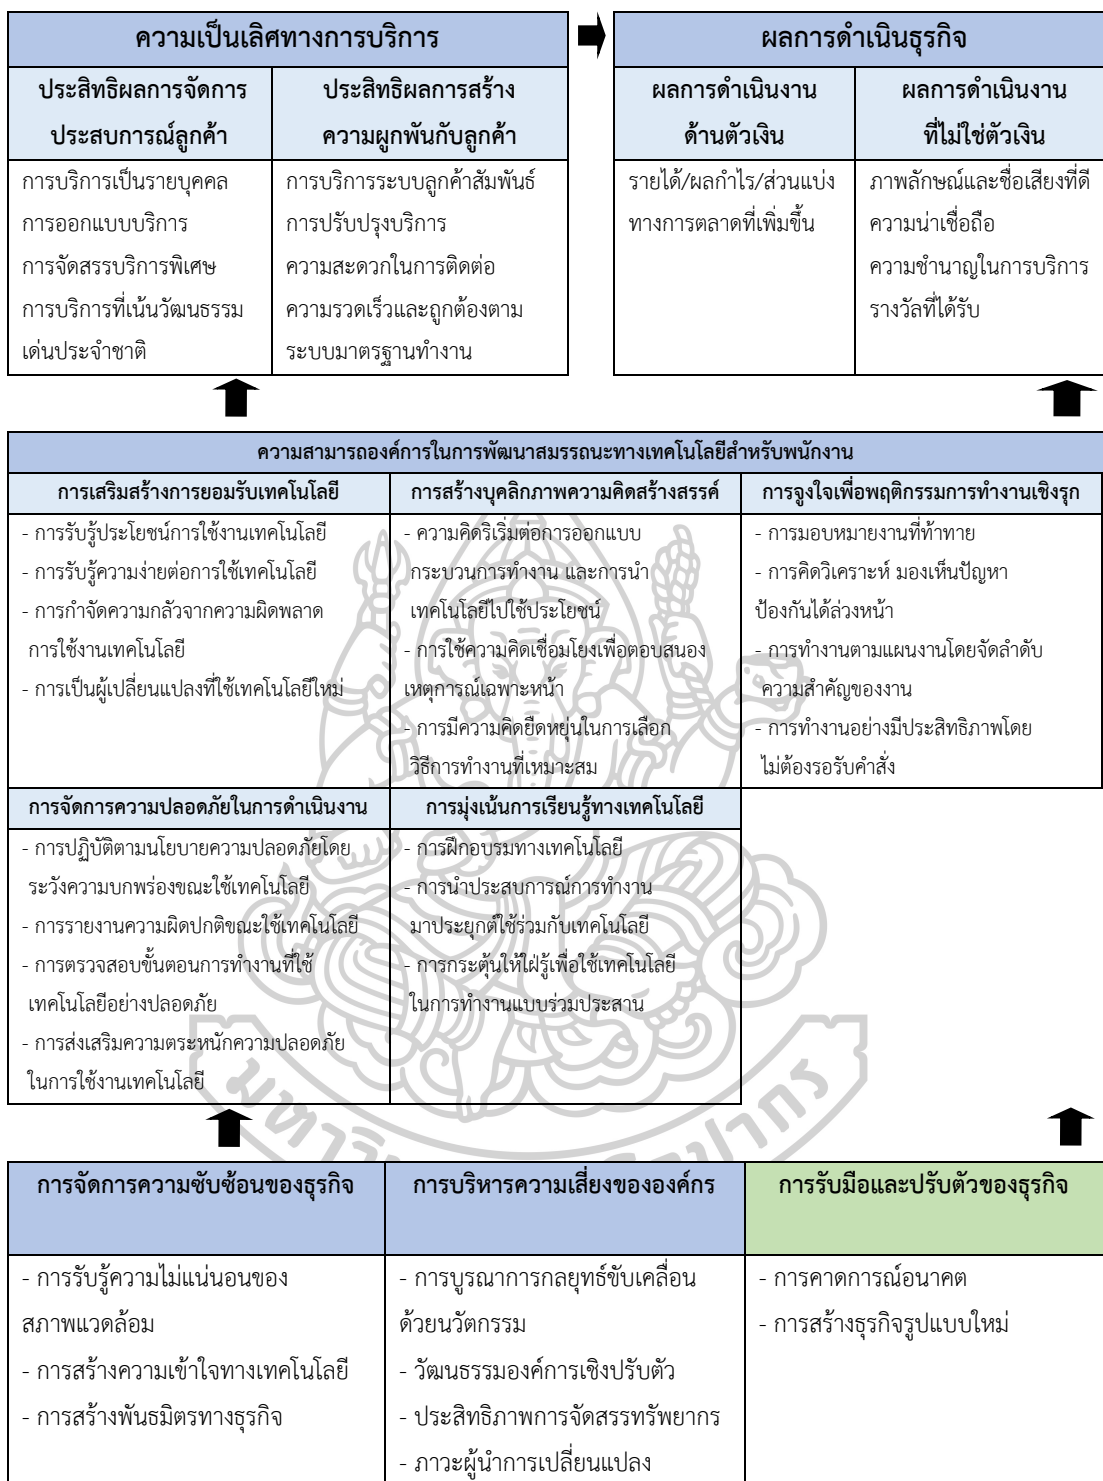 ความเป็นเลิศทางการบริการ
ประสิทธิผลการจัดการ
ประสบการณ์ลูกค้า
ประสิทธิผลการสร้าง
ความผูกพันกับลูกค้า
การบริการเป็นรายบุคคล
การออกแบบบริการ
การจัดสรรบริการพิเศษ
การบริการที่เน้นวัฒนธรรม
เด่นประจำชาติ
การบริการระบบลูกค้าสัมพันธ์
การปรับปรุงบริการ
ความสะดวกในการติดต่อ
ความรวดเร็วและถูกต้องตาม
ระบบมาตรฐานทำงาน
ผลการดำเนินธุรกิจ
ผลการดำเนินงาน
ด้านตัวเงิน
ผลการดำเนินงาน
ที่ไม่ใช่ตัวเงิน
รายได้/ผลกำไร/ส่วนแบ่ง
ทางการตลาดที่เพิ่มขึ้น
ภาพลักษณ์และชื่อเสียงที่ดี
ความน่าเชื่อถือ
ความชำนาญในการบริการ
รางวัลที่ได้รับ
ความสามารถองค์การในการพัฒนาสมรรถนะทางเทคโนโลยีสำหรับพนักงาน
การเสริมสร้างการยอมรับเทคโนโลยี
- การรับรู้ประโยชน์การใช้งานเทคโนโลยี
- การรับรู้ความง่ายต่อการใช้เทคโนโลยี
- การกำจัดความกลัวจากความผิดพลาด
การใช้งานเทคโนโลยี
- การเป็นผู้เปลี่ยนแปลงที่ใช้เทคโนโลยีใหม่
การสร้างบุคลิกภาพความคิดสร้างสรรค์
- ความคิดริเริ่มต่อการออกแบบ
กระบวนการทำงาน และการนำ
เทคโนโลยีไปใช้ประโยชน์
- การใช้ความคิดเชื่อมโยงเพื่อตอบสนอง
เหตุการณ์เฉพาะหน้า
- การมีความคิดยืดหยุ่นในการเลือก
วิธีการทำงานที่เหมาะสม
การจูงใจเพื่อพฤติกรรมการทำงานเชิงรุก
- การมอบหมายงานที่ท้าทาย
- การคิดวิเคราะห์ มองเห็นปัญหา
ป้องกันได้ล่วงหน้า
- การทำงานตามแผนงานโดยจัดลำดับ
ความสำคัญของงาน
- การทำงานอย่างมีประสิทธิภาพโดย
ไม่ต้องรอรับคำสั่ง
การจัดการความปลอดภัยในการดำเนินงาน
- การปฏิบัติตามนโยบายความปลอดภัยโดย
ระวังความบกพร่องขณะใช้เทคโนโลยี
- การรายงานความผิดปกติขณะใช้เทคโนโลยี
- การตรวจสอบขั้นตอนการทำงานที่ใช้
เทคโนโลยีอย่างปลอดภัย
- การส่งเสริมความตระหนักความปลอดภัย
ในการใช้งานเทคโนโลยี
การมุ่งเน้นการเรียนรู้ทางเทคโนโลยี
- การฝึกอบรมทางเทคโนโลยี
- การนำประสบการณ์การทำงาน
มาประยุกต์ใช้ร่วมกับเทคโนโลยี
- การกระตุ้นให้ใฝ่รู้เพื่อใช้เทคโนโลยี
ในการทำงานแบบร่วมประสาน
การจัดการความซับซ้อนของธุรกิจ
- การรับรู้ความไม่แน่นอนของ
สภาพแวดล้อม
- การสร้างความเข้าใจทางเทคโนโลยี
- การสร้างพันธมิตรทางธุรกิจ
การบริหารความเสี่ยงขององค์กร
- การบูรณาการกลยุทธ์ขับเคลื่อน
ด้วยนวัตกรรม
- วัฒนธรรมองค์การเชิงปรับตัว
- ประสิทธิภาพการจัดสรรทรัพยากร
- ภาวะผู้นำการเปลี่ยนแปลง
การรับมือและปรับตัวของธุรกิจ
- การคาดการณ์อนาคต
- การสร้างธุรกิจรูปแบบใหม่